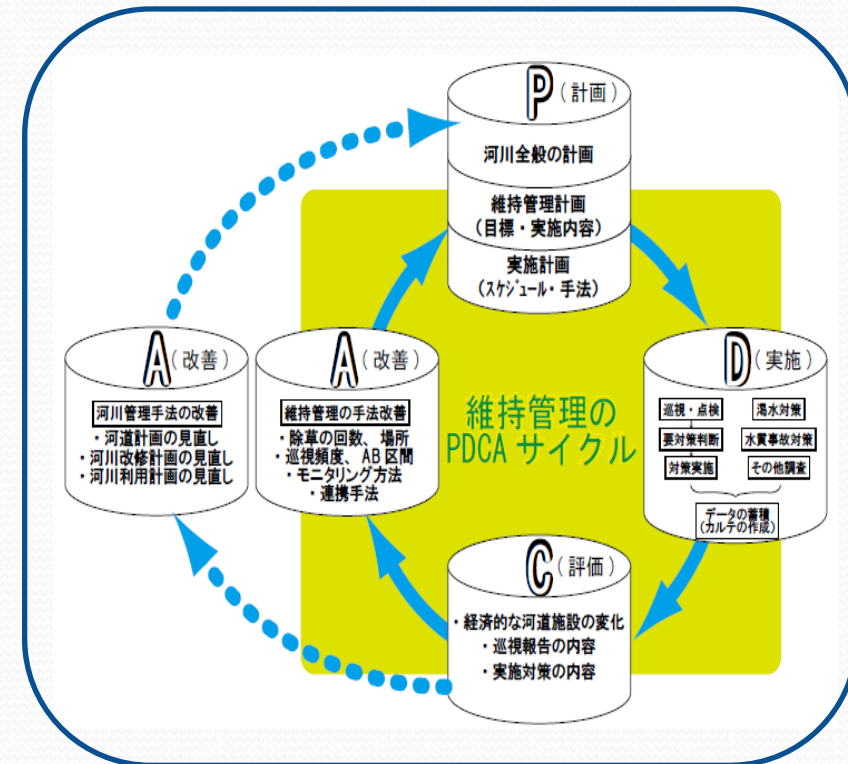 P（計画）
河川全般の計画
維持管理計画
（目標・実施内容）
実施計画
（ｽｹｼﾞｭｰﾙ・手法）
A（改善）
河川管理手法の改善
・河道計画の見直し
・河川改修計画の見直し
・河川利用計画の見直し
A（改善）
維持管理の手法改善
・除草の回数、場所
・巡視頻度、AB区間
・モニタリング方法
・連携手法
維持管理の
PDCAサイクル
D（実施）
巡視・点検
要対策判断
対策実施
渇水対策
水質事故対策
その他調査
データの蓄積
（カルテの作成）
C（評価）
・経済的な河道施設の変化
・巡視報告の内容
・実施対策の内容